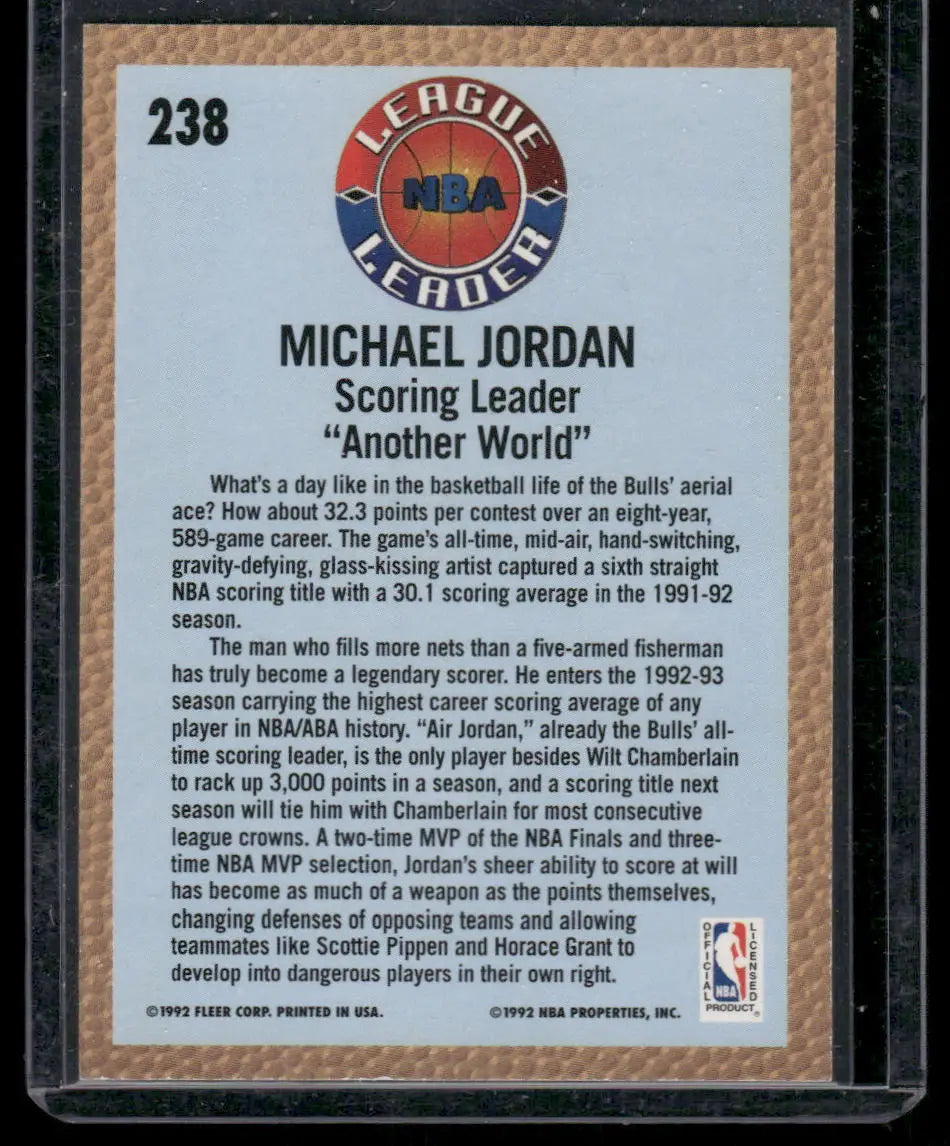 238
LEAGUE
NBA
LEADER
MICHAEL JORDAN
Scoring Leader
“Another World”
What's a day like in the basketball life of the Bulls' aerial
ace? How about 32.3 points per contest over an eight-year,
589-game career. The game's all-time, mid-air, hand-switching,
gravity-defying, glass-kissing artist captured a sixth straight
NBA scoring title with a 30.1 scoring average in the 1991-92
season.
The man who fills more nets than a five-armed fisherman
has truly become a legendary scorer. He enters the 1992-93
season carrying the highest career scoring average of any
player in NBA/ABA history. “Air Jordan,” already the Bulls' all-
time scoring leader, is the only player besides Wilt Chamberlain
to rack up 3,000 points in a season, and a scoring title next
season will tie him with Chamberlain for most consecutive
league crowns. A two-time MVP of the NBA Finals and three-
time NBA MVP selection, Jordan's sheer ability to score at will
has become as much of a weapon as the points themselves,
changing defenses of opposing teams and allowing
teammates like Scottie Pippen and Horace Grant to
develop into dangerous players in their own right.
OFFICIAL
LICENSED
NBA
PRODUCT®
©1992 FLEER CORP. PRINTED IN USA.
©1992 NBA PROPERTIES, INC.